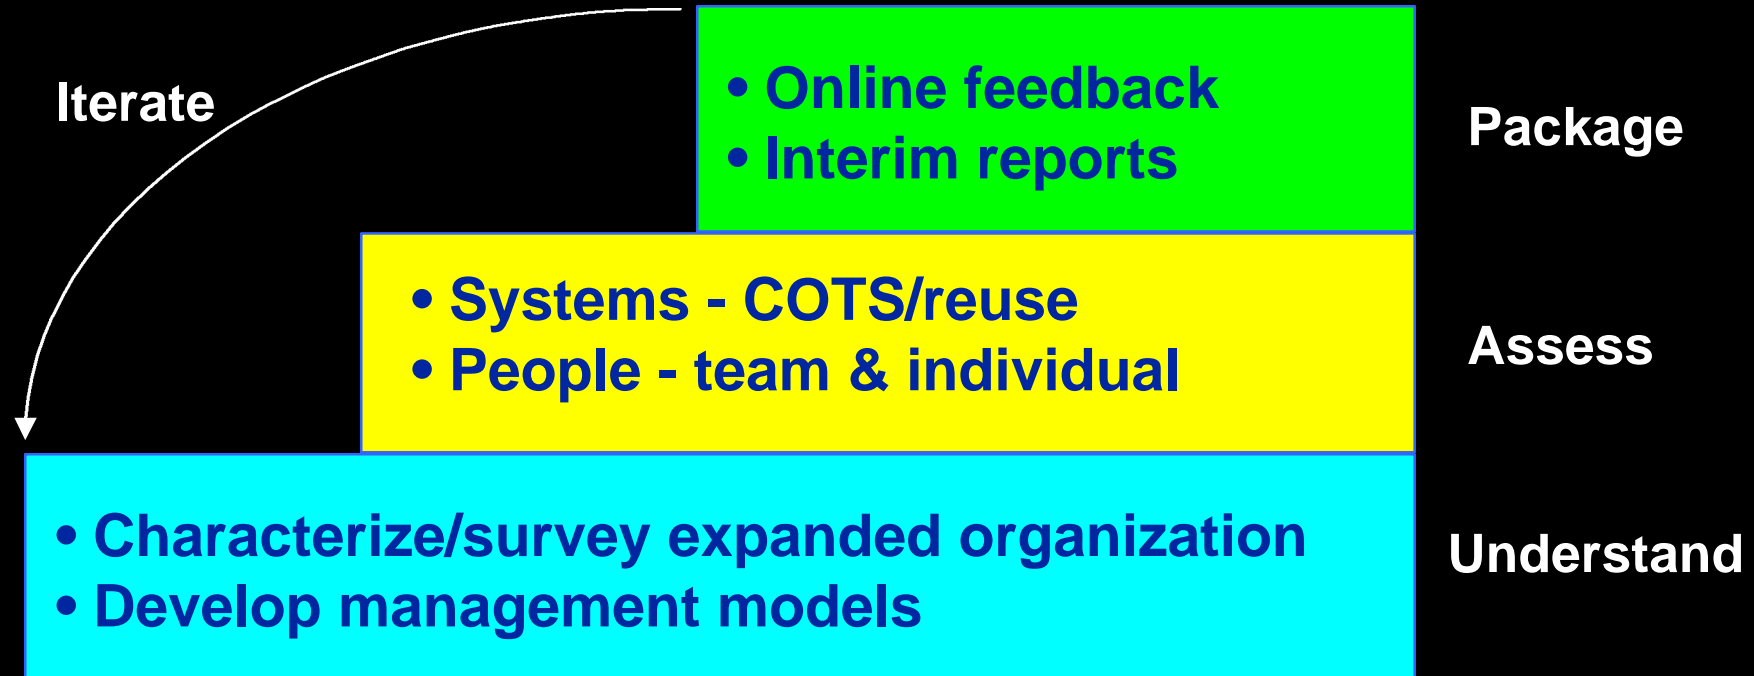 Iterate
• Online feedback
• Interim reports
Package
• Systems - COTS/reuse
• People - team & individual
Assess
• Characterize/survey expanded organization
• Develop management models
Understand